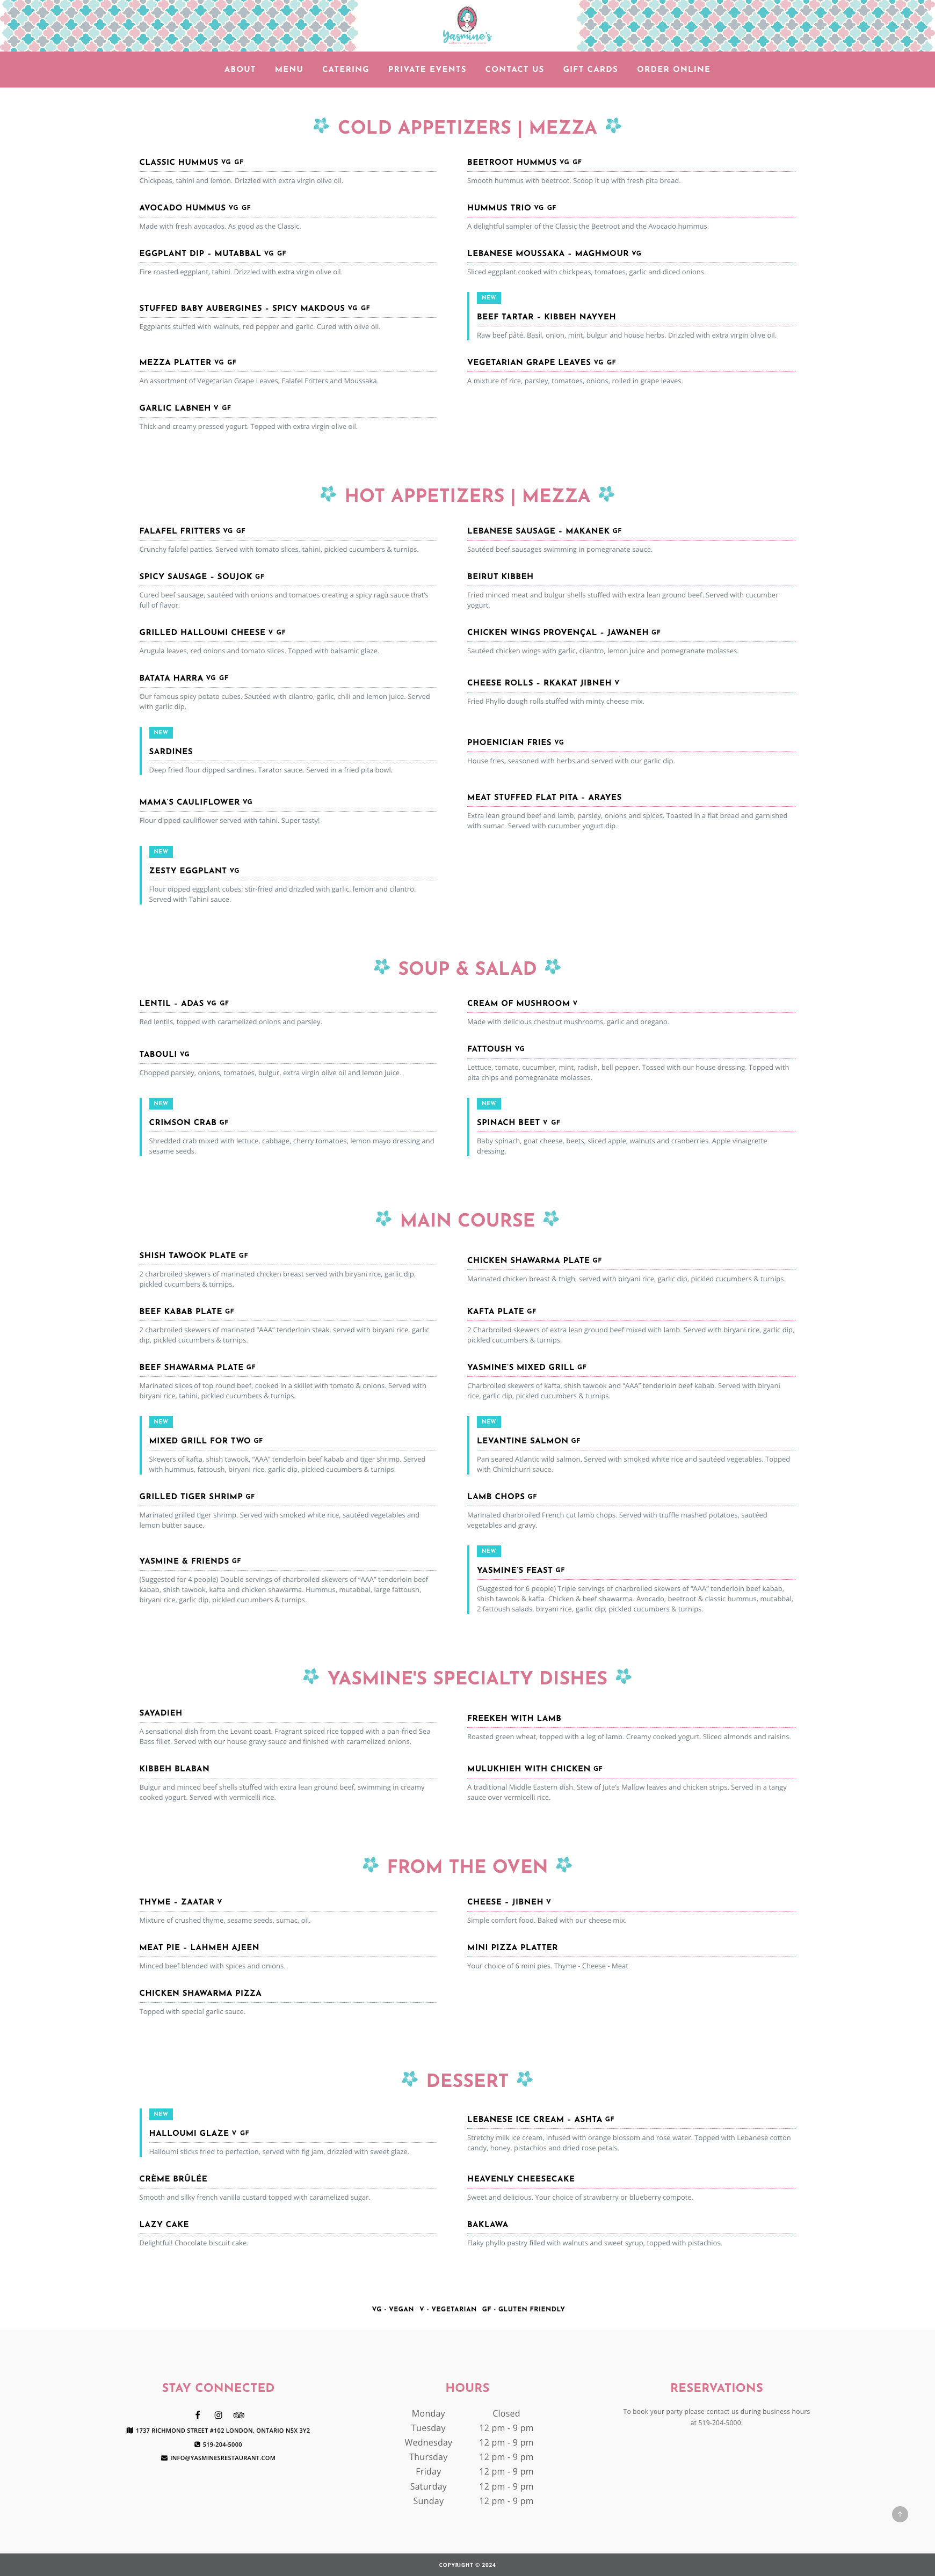 Yasmine's
ABOUT MENU CATERING PRIVATE EVENTS CONTACT US GIFT CARDS ORDER ONLINE
COLD APPETIZERS | MEZZA
CLASSIC HUMMUS VG GF
Chickpeas, tahini and lemon. Drizzled with extra virgin olive oil.
BEETROOT HUMMUS VG GF
Smooth hummus with beetroot. Scoop it up with fresh pita bread.
AVOCADO HUMMUS VG GF
Made with fresh avocados. As good as the Classic.
HUMMUS TRIO VG GF
A delightful sampler of the Classic the Beetroot and the Avocado hummus.
EGGPLANT DIP – MUTABBAL VG GF
Fire roasted eggplant, tahini. Drizzled with extra virgin olive oil.
LEBANESE MOUSSAKA – MAGHMOUR VG
Sliced eggplant cooked with chickpeas, tomatoes, garlic and diced onions.
STUFFED BABY AUBERGINES – SPICY MAKDOUS VG GF
Eggplants stuffed with walnuts, red pepper and garlic. Cured with olive oil.
NEW
BEEF TARTAR – KIBBEH NAYYEH
Raw beef pâté. Basil, onion, mint, bulgur and house herbs. Drizzled with extra virgin olive oil.
MEZZA PLATTER VG GF
An assortment of Vegetarian Grape Leaves, Falafel Fritters and Moussaka.
VEGETARIAN GRAPE LEAVES VG GF
A mixture of rice, parsley, tomatoes, onions, rolled in grape leaves.
GARLIC LABNEH V GF
Thick and creamy pressed yogurt. Topped with extra virgin olive oil.
HOT APPETIZERS | MEZZA
FALAFEL FRITTERS VG GF
Crunchy falafel patties. Served with tomato slices, tahini, pickled cucumbers & turnips.
LEBANESE SAUSAGE – MAKANEK GF
Sautéed beef sausages swimming in pomegranate sauce.
SPICY SAUSAGE – SOUJOK GF
Cured beef sausage, sautéed with onions and tomatoes creating a spicy ragù sauce that's
full of flavor.
BEIRUT KIBBEH
Fried minced meat and bulgur shells stuffed with extra lean ground beef. Served with cucumber
yogurt.
GRILLED HALLOUMI CHEESE V GF
Arugula leaves, red onions and tomato slices. Topped with balsamic glaze.
CHICKEN WINGS PROVENÇAL – JAWANEH GF
Sautéed chicken wings with garlic, cilantro, lemon juice and pomegranate molasses.
BATATA HARRA VG GF
Our famous spicy potato cubes. Sautéed with cilantro, garlic, chili and lemon juice. Served
with garlic dip.
CHEESE ROLLS – RKAKAT JIBNEH V
Fried Phyllo dough rolls stuffed with minty cheese mix.
NEW
SARDINES
Deep fried flour dipped sardines. Tarator sauce. Served in a fried pita bowl.
PHOENICIAN FRIES VG
House fries, seasoned with herbs and served with our garlic dip.
MAMA'S CAULIFLOWER VG
Flour dipped cauliflower served with tahini. Super tasty!
MEAT STUFFED FLAT PITA – ARAYES
Extra lean ground beef and lamb, parsley, onions and spices. Toasted in a flat bread and garnished
with sumac. Served with cucumber yogurt dip.
NEW
ZESTY EGGPLANT VG
Flour dipped eggplant cubes; stir-fried and drizzled with garlic, lemon and cilantro.
Served with Tahini sauce.
SOUP & SALAD
LENTIL – ADAS VG GF
Red lentils, topped with caramelized onions and parsley.
CREAM OF MUSHROOM V
Made with delicious chestnut mushrooms, garlic and oregano.
TABOULI VG
Chopped parsley, onions, tomatoes, bulgur, extra virgin olive oil and lemon juice.
FATTOUSH VG
Lettuce, tomato, cucumber, mint, radish, bell pepper. Tossed with our house dressing. Topped with
pita chips and pomegranate molasses.
NEW
CRIMSON CRAB GF
Shredded crab mixed with lettuce, cabbage, cherry tomatoes, lemon mayo dressing and
sesame seeds.
NEW
SPINACH BEET V GF
Baby spinach, goat cheese, beets, sliced apple, walnuts and cranberries. Apple vinaigrette
dressing.
MAIN COURSE
SHISH TAWOOK PLATE GF
2 charbroiled skewers of marinated chicken breast served with biryani rice, garlic dip,
pickled cucumbers & turnips.
CHICKEN SHAWARMA PLATE GF
Marinated chicken breast & thigh, served with biryani rice, garlic dip, pickled cucumbers & turnips.
BEEF KABAB PLATE GF
2 charbroiled skewers of marinated "AAA" tenderloin steak, served with biryani rice, garlic
dip, pickled cucumbers & turnips.
KAFTA PLATE GF
2 Charbroiled skewers of extra lean ground beef mixed with lamb. Served with biryani rice, garlic dip,
pickled cucumbers & turnips.
BEEF SHAWARMA PLATE GF
Marinated slices of top round beef, cooked in a skillet with tomato & onions. Served with
biryani rice, tahini, pickled cucumbers & turnips.
YASMINE'S MIXED GRILL GF
Charbroiled skewers of kafta, shish tawook and "AAA" tenderloin beef kabab. Served with biryani
rice, garlic dip, pickled cucumbers & turnips.
NEW
MIXED GRILL FOR TWO GF
Skewers of kafta, shish tawook, "AAA" tenderloin beef kabab and tiger shrimp. Served
with hummus, fattoush, biryani rice, garlic dip, pickled cucumbers & turnips.
NEW
LEVANTINE SALMON GF
Pan seared Atlantic wild salmon. Served with smoked white rice and sautéed vegetables. Topped
with Chimichurri sauce.
GRILLED TIGER SHRIMP GF
Marinated grilled tiger shrimp. Served with smoked white rice, sautéed vegetables and
lemon butter sauce.
LAMB CHOPS GF
Marinated charbroiled French cut lamb chops. Served with truffle mashed potatoes, sautéed
vegetables and gravy.
YASMINE & FRIENDS GF
(Suggested for 4 people) Double servings of charbroiled skewers of "AAA" tenderloin beef
kabab, shish tawook, kafta and chicken shawarma. Hummus, mutabbal, large fattoush,
biryani rice, garlic dip, pickled cucumbers & turnips.
NEW
YASMINE'S FEAST GF
(Suggested for 6 people) Triple servings of charbroiled skewers of "AAA" tenderloin beef kabab,
shish tawook & kafta. Chicken & beef shawarma. Avocado, beetroot & classic hummus, mutabbal,
2 fattoush salads, biryani rice, garlic dip, pickled cucumbers & turnips.
YASMINE'S SPECIALTY DISHES
SAYADIEH
A sensational dish from the Levant coast. Fragrant spiced rice topped with a pan-fried Sea
Bass fillet. Served with our house gravy sauce and finished with caramelized onions.
FREEKEH WITH LAMB
Roasted green wheat, topped with a leg of lamb. Creamy cooked yogurt. Sliced almonds and raisins.
KIBBEH BLABAN
Bulgur and minced beef shells stuffed with extra lean ground beef, swimming in creamy
cooked yogurt. Served with vermicelli rice.
MULUKHIEH WITH CHICKEN GF
A traditional Middle Eastern dish. Stew of Jute's Mallow leaves and chicken strips. Served in a tangy
sauce over vermicelli rice.
FROM THE OVEN
THYME – ZAATAR V
Mixture of crushed thyme, sesame seeds, sumac, oil.
CHEESE – JIBNEH V
Simple comfort food. Baked with our cheese mix.
MEAT PIE – LAHMEH AJEEN
Minced beef blended with spices and onions.
MINI PIZZA PLATTER
Your choice of 6 mini pies. Thyme - Cheese - Meat
CHICKEN SHAWARMA PIZZA
Topped with special garlic sauce.
DESSERT
NEW
HALLOUMI GLAZE V GF
Halloumi sticks fried to perfection, served with fig jam, drizzled with sweet glaze.
LEBANESE ICE CREAM – ASHTA GF
Stretchy milk ice cream, infused with orange blossom and rose water. Topped with Lebanese cotton
candy, honey, pistachios and dried rose petals.
CRÈME BRÛLÉE
Smooth and silky french vanilla custard topped with caramelized sugar.
HEAVENLY CHEESECAKE
Sweet and delicious. Your choice of strawberry or blueberry compote.
LAZY CAKE
Delightful! Chocolate biscuit cake.
BAKLAWA
Flaky phyllo pastry filled with walnuts and sweet syrup, topped with pistachios.
VG - VEGAN V - VEGETARIAN GF - GLUTEN FRIENDLY
STAY CONNECTED
1737 RICHMOND STREET #102 LONDON, ONTARIO N5X 3Y2
519-204-5000
INFO@YASMINESRESTAURANT.COM
HOURS
Monday Closed
Tuesday 12 pm - 9 pm
Wednesday 12 pm - 9 pm
Thursday 12 pm - 9 pm
Friday 12 pm - 9 pm
Saturday 12 pm - 9 pm
Sunday 12 pm - 9 pm
RESERVATIONS
To book your party please contact us during business hours
at 519-204-5000.
COPYRIGHT © 2024